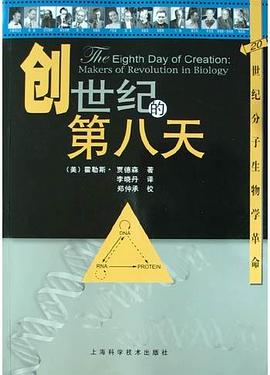 The Eighth Day of Creation:
Makers of Revolution in Biology
创世纪的
第八天
20世纪分子生物学革命
(美)霍勒斯·贾德森 著
李晓丹 译
郑仲承 校
DNA
RNA
PROTEIN
上海科学技术出版社